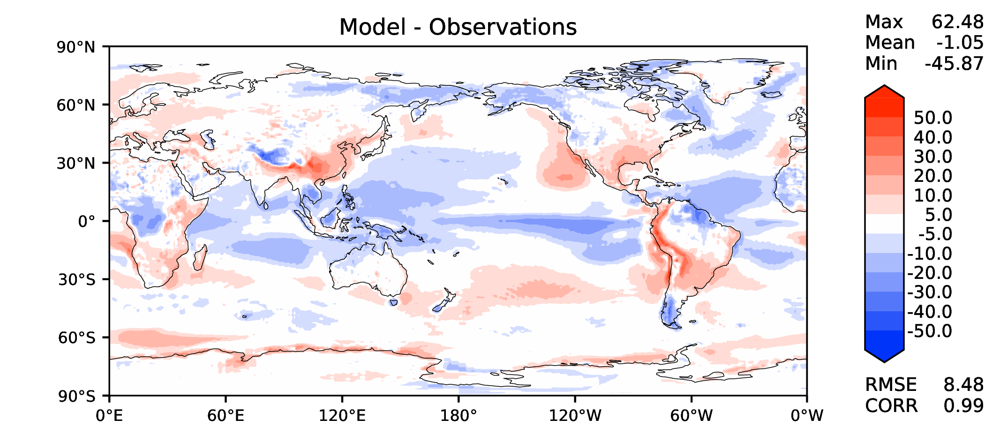 Model - Observations
Max 62.48
Mean -1.05
Min -45.87
90°N
60°N
30°N
0°
30°S
60°S
90°S
0°E
60°E
120°E
180°
120°W
60°W
0°W
50.0
40.0
30.0
20.0
10.0
5.0
-5.0
-10.0
-20.0
-30.0
-40.0
-50.0
RMSE 8.48
CORR 0.99